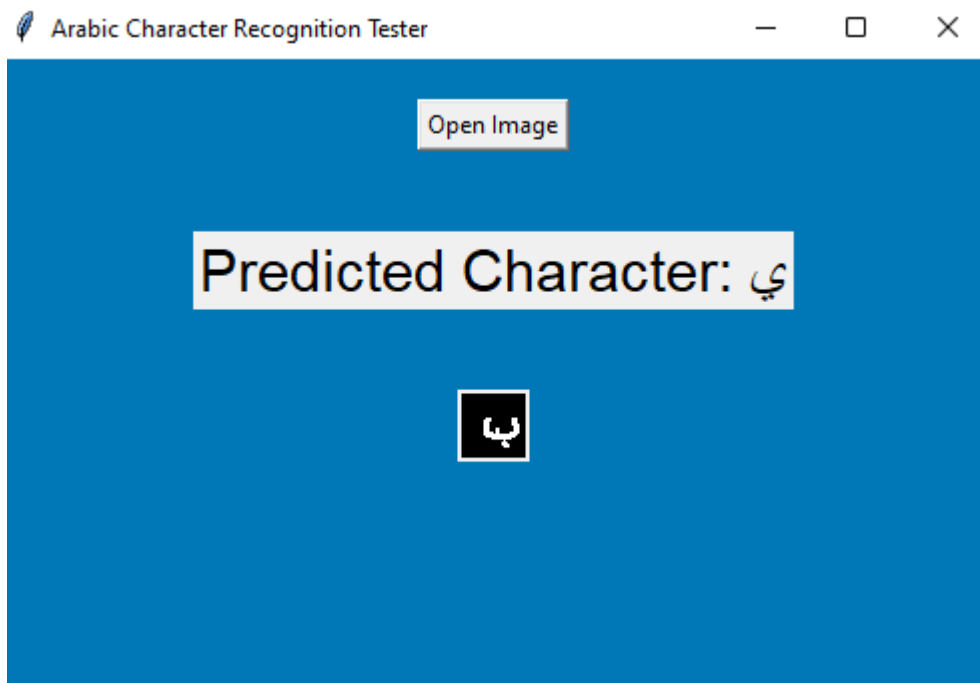 Arabic Character Recognition Tester
Open Image
Predicted Character: ي
ب